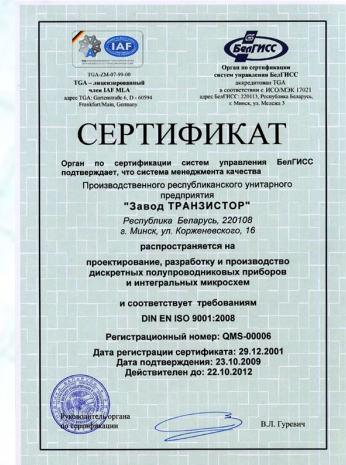 IAF
БелГИСС
TGA-ZM-07-99-00
TGA – лицензированный
член IAF MLA
адрес TGA: Gartenstraße 6, D - 60594
Frankfurt/Main, Germany
Орган по сертификации
систем управления БелГИСС
аккредитован TGA
в соответствии с ИСО/МЭК 17021
адрес БелГИСС: 220113, Республика Беларусь,
г. Минск, ул. Мележа 3
СЕРТИФИКАТ
Орган по сертификации систем управления БелГИСС
подтверждает, что система менеджмента качества
Производственного республиканского унитарного
предприятия
"Завод ТРАНЗИСТОР"
Республика Беларусь, 220108
г. Минск, ул. Корженевского, 16
распространяется на
проектирование, разработку и производство
дискретных полупроводниковых приборов
и интегральных микросхем
и соответствует требованиям
DIN EN ISO 9001:2008
Регистрационный номер: QMS-00006
Дата регистрации сертификата: 29.12.2001
Дата подтверждения: 23.10.2009
Действителен до: 22.10.2012
Руководитель органа
по сертификации
В.Л. Гуревич